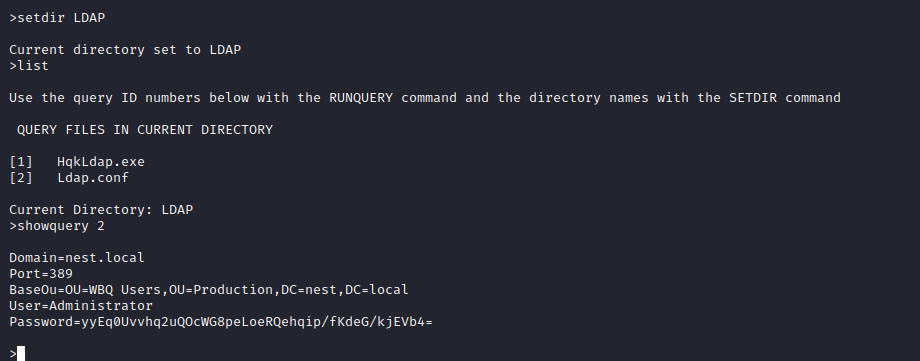 >setdir LDAP
Current directory set to LDAP
>list
Use the query ID numbers below with the RUNQUERY command and the directory names with the SETDIR command
QUERY FILES IN CURRENT DIRECTORY
[1]   HqkLdap.exe
[2]   Ldap.conf
Current Directory: LDAP
>showquery 2
Domain=nest.local
Port=389
BaseOu=OU=WBQ Users,OU=Production,DC=nest,DC=local
User=Administrator
Password=yyEq0Uvvhq2uQOcWG8peLoeRQehqip/fKdeG/kjEVb4=
>